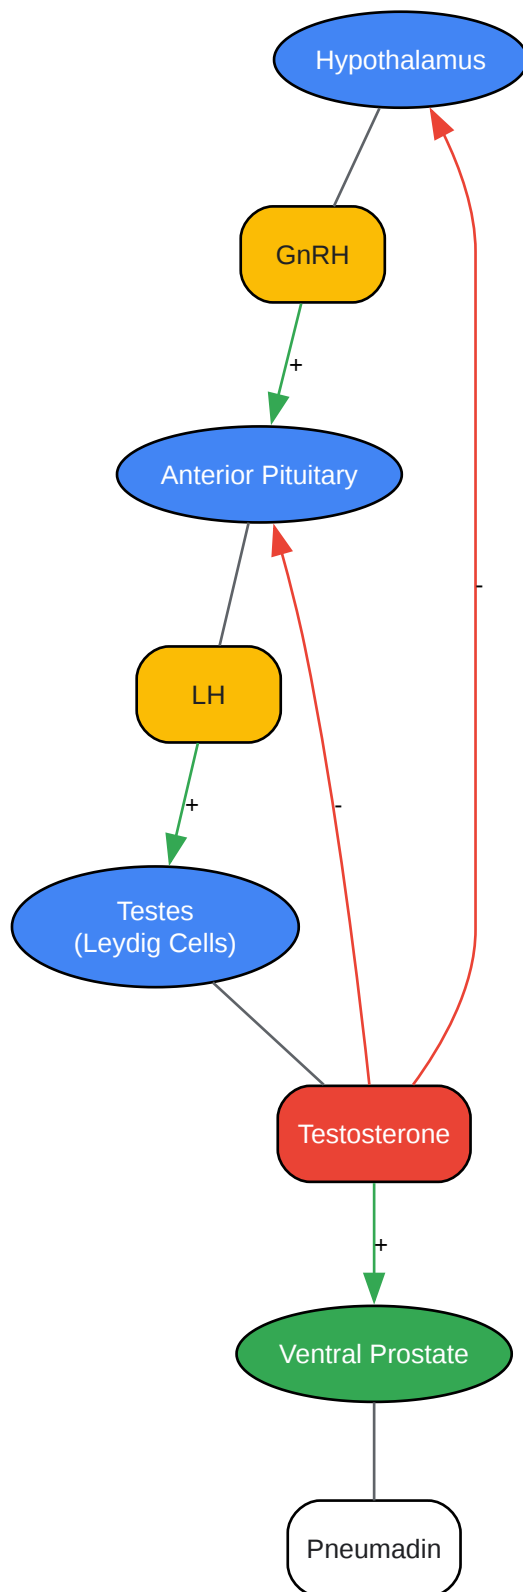 Hypothalamus
GnRH
+
Anterior Pituitary
-
LH
+
-
Testes
(Leydig Cells)
Testosterone
+
Ventral Prostate
Pneumadin